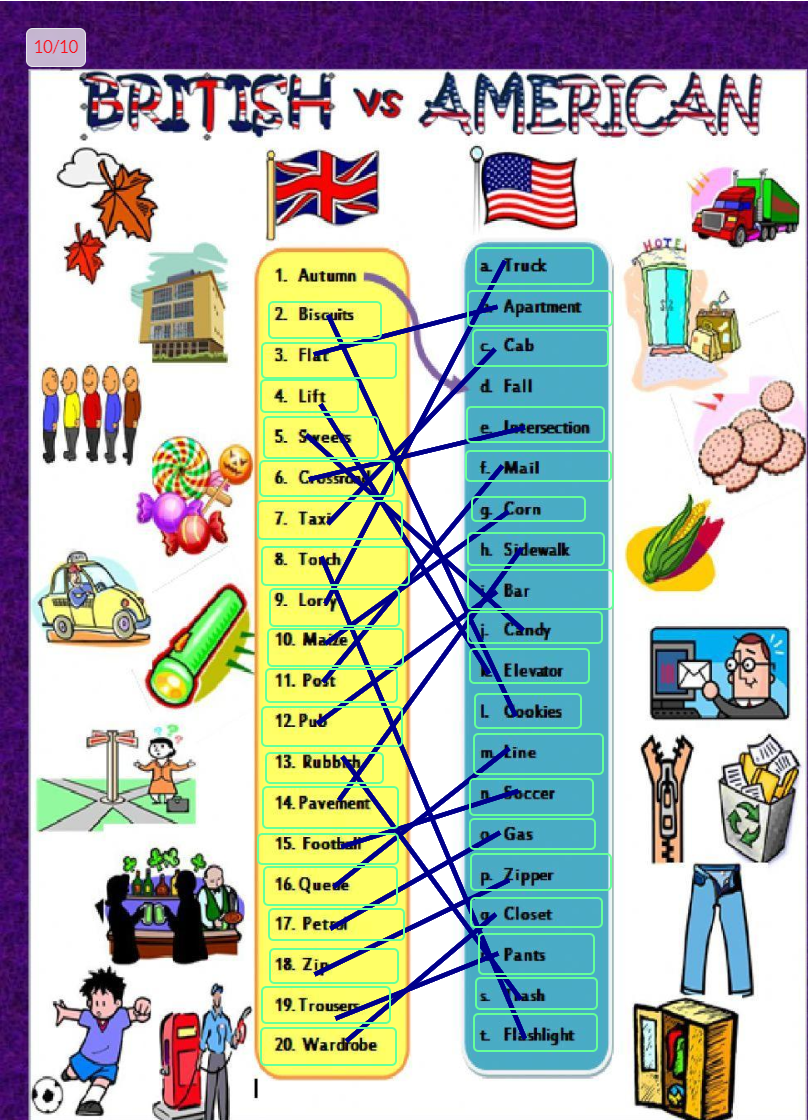 10/10
BRITISH vs AMERICAN
HOTEL
1. Autumn
2. Biscuits
3. Flat
4. Lift
5. Sweets
6. Crossroad
7. Taxi
8. Torch
9. Lorry
10. Maize
11. Post
12. Pub
13. Rubbish
14. Pavement
15. Football
16. Queue
17. Petrol
18. Zip
19. Trousers
20. Wardrobe
a. Truck
b. Apartment
c. Cab
d. Fall
e. Intersection
f. Mail
g. Corn
h. Sidewalk
i. Bar
j. Candy
k. Elevator
l. Cookies
m. Line
n. Soccer
o. Gas
p. Zipper
q. Closet
r. Pants
s. Trash
t. Flashlight